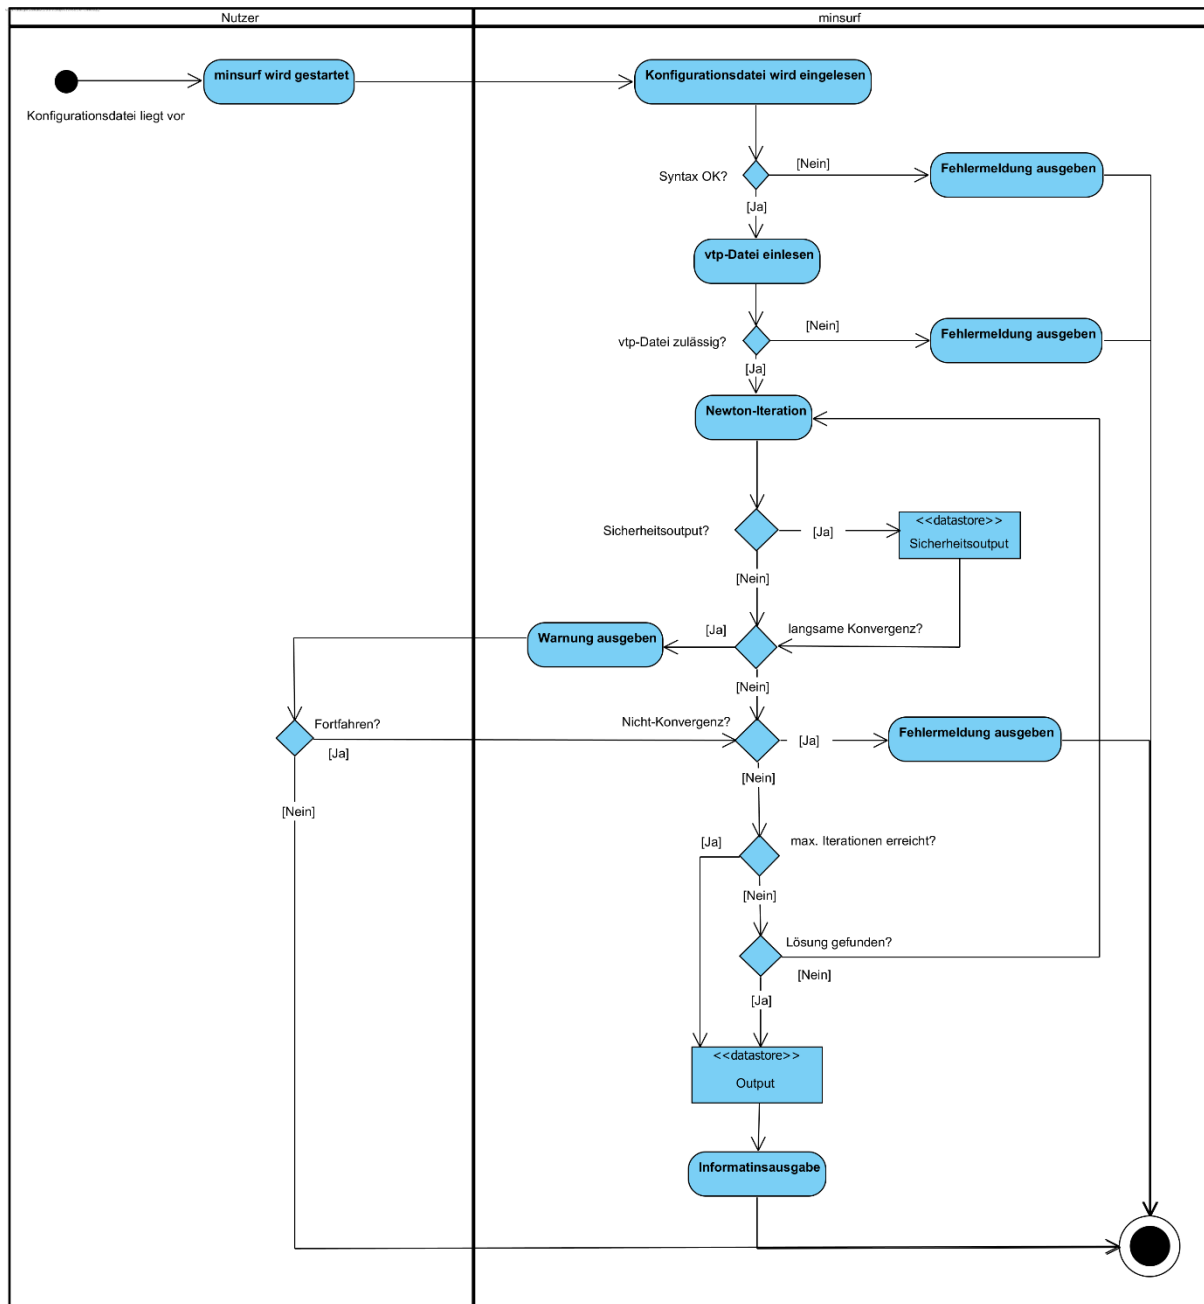 Nutzer
minsurf
minsurf wird gestartet
Konfigurationsdatei wird eingelesen
Konfigurationsdatei liegt vor
Syntax OK?
[Nein]
Fehlermeldung ausgeben
[Ja]
vtp-Datei einlesen
vtp-Datei zulässig?
[Nein]
Fehlermeldung ausgeben
[Ja]
Newton-Iteration
Sicherheitsoutput?
[Ja]
<<datastore>>
Sicherheitsoutput
[Nein]
Warnung ausgeben
[Ja]
langsame Konvergenz?
[Nein]
Fortfahren?
[Ja]
Nicht-Konvergenz?
[Ja]
Fehlermeldung ausgeben
[Nein]
[Nein]
[Ja]
max. Iterationen erreicht?
[Nein]
Lösung gefunden?
[Nein]
[Ja]
<<datastore>>
Output
Informatinsausgabe